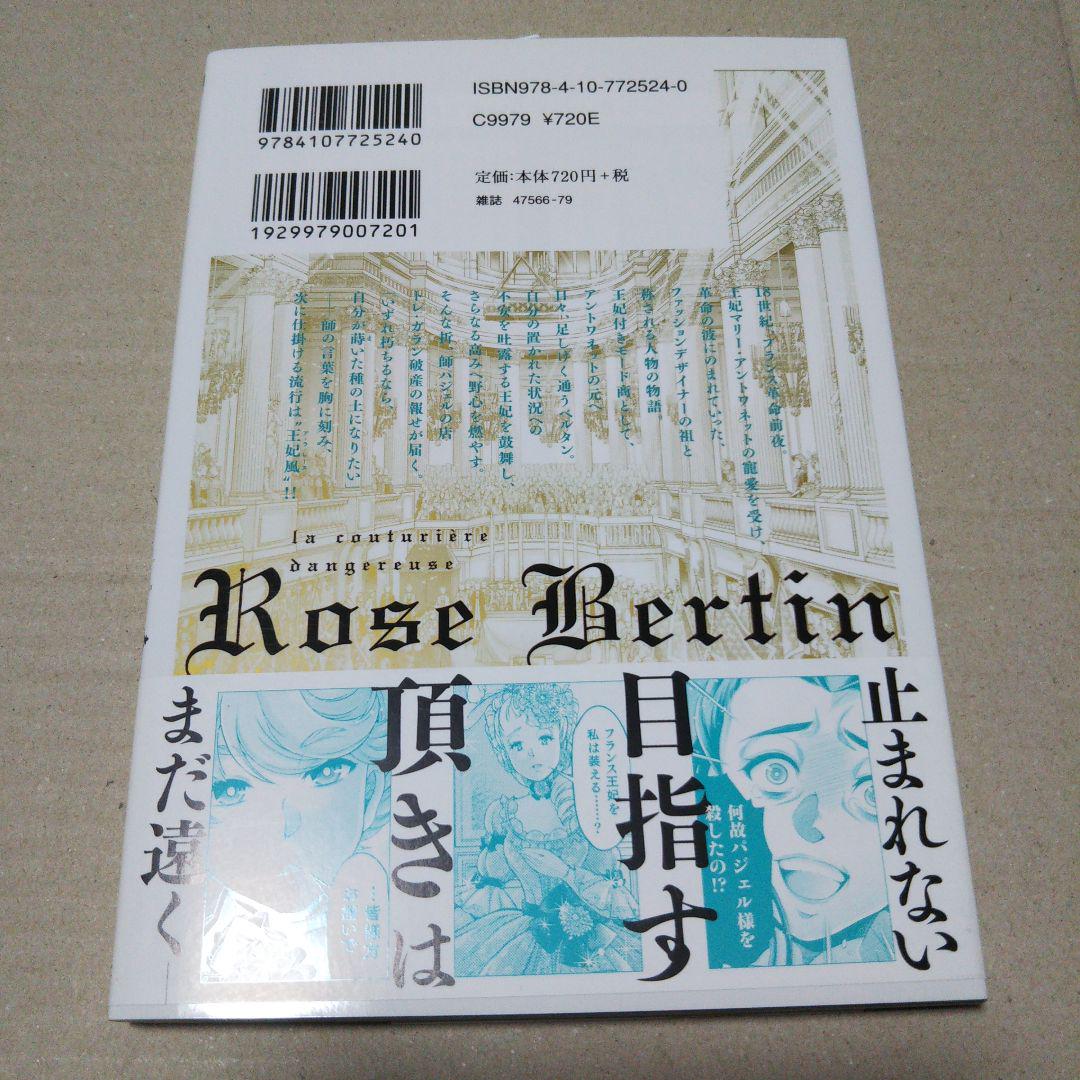 ISBN978-4-10-772524-0
C9979 ¥720E
9784107725240
定価:本体720円+税
雑誌 47566-79
1929979007201
18世紀、フランス革命前夜。
王妃マリー・アントワネットの寵愛を受け、
革命の波にのまれていった、
ファッションデザイナーの祖と
称される人物の物語。
王妃付きモード商として、
アントワネットの元へ
日々、足しげく通うベルタン。
自分の置かれた状況への
不安を吐露する王妃を鼓舞し、
さらなる高みへ野心を燃やす。
そんな折、師パジェルの店
トレ・ガラン破産の報せが届く。
いずれ朽ちるなら、
自分が蒔いた種の土になりたい
――師の言葉を胸に刻み、
次に仕掛ける流行は"王妃風"!!
la couturière
dangereuse
Rose Bertin
止まれない
目指す
頂きは
まだ遠く
何故パジェル様を
殺したの!?
フランス王妃を
私は装える……?